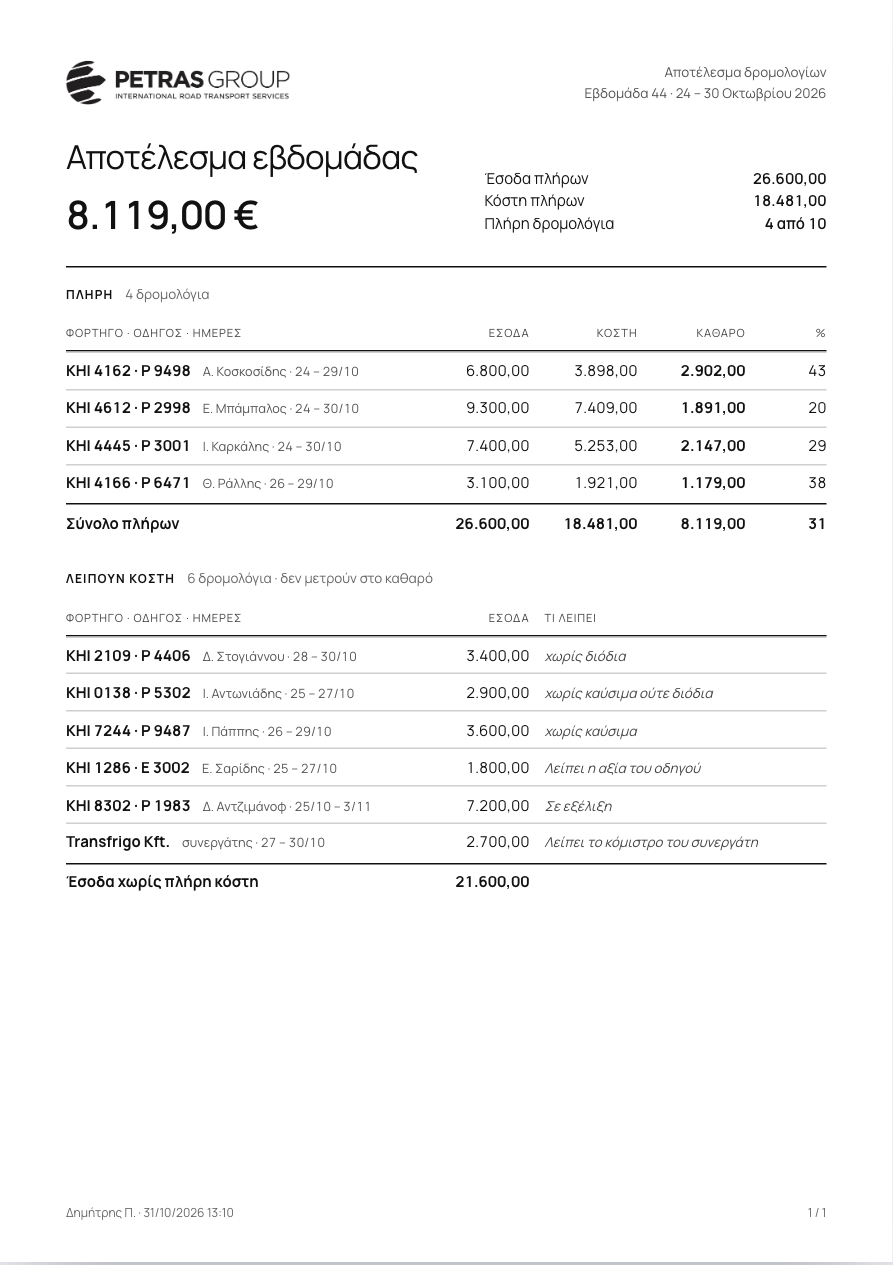 PETRAS GROUP
INTERNATIONAL ROAD TRANSPORT SERVICES
Αποτέλεσμα δρομολογίων
Εβδομάδα 44 · 24 – 30 Οκτωβρίου 2026
Αποτέλεσμα εβδομάδας
8.119,00 €
Έσοδα πλήρων 26.600,00
Κόστη πλήρων 18.481,00
Πλήρη δρομολόγια 4 από 10
ΠΛΗΡΗ 4 δρομολόγια
ΦΟΡΤΗΓΟ · ΟΔΗΓΟΣ · ΗΜΕΡΕΣ ΕΣΟΔΑ ΚΟΣΤΗ ΚΑΘΑΡΟ %
ΚΗΙ 4162 · Ρ 9498 Α. Κοσκοσίδης · 24 – 29/10 6.800,00 3.898,00 2.902,00 43
ΚΗΙ 4612 · Ρ 2998 Ε. Μπάμπαλος · 24 – 30/10 9.300,00 7.409,00 1.891,00 20
ΚΗΙ 4445 · Ρ 3001 Ι. Καρκάλης · 24 – 30/10 7.400,00 5.253,00 2.147,00 29
ΚΗΙ 4166 · Ρ 6471 Θ. Ράλλης · 26 – 29/10 3.100,00 1.921,00 1.179,00 38
Σύνολο πλήρων 26.600,00 18.481,00 8.119,00 31
ΛΕΙΠΟΥΝ ΚΟΣΤΗ 6 δρομολόγια · δεν μετρούν στο καθαρό
ΦΟΡΤΗΓΟ · ΟΔΗΓΟΣ · ΗΜΕΡΕΣ ΕΣΟΔΑ ΤΙ ΛΕΙΠΕΙ
ΚΗΙ 2109 · Ρ 4406 Δ. Στογιάννου · 28 – 30/10 3.400,00 χωρίς διόδια
ΚΗΙ 0138 · Ρ 5302 Ι. Αντωνιάδης · 25 – 27/10 2.900,00 χωρίς καύσιμα ούτε διόδια
ΚΗΙ 7244 · Ρ 9487 Ι. Πάππης · 26 – 29/10 3.600,00 χωρίς καύσιμα
ΚΗΙ 1286 · Ε 3002 Ε. Σαρίδης · 25 – 27/10 1.800,00 Λείπει η αξία του οδηγού
ΚΗΙ 8302 · Ρ 1983 Δ. Αντζιμάνοφ · 25/10 – 3/11 7.200,00 Σε εξέλιξη
Transfrigo Kft. συνεργάτης · 27 – 30/10 2.700,00 Λείπει το κόμιστρο του συνεργάτη
Έσοδα χωρίς πλήρη κόστη 21.600,00
Δημήτρης Π. · 31/10/2026 13:10 1 / 1